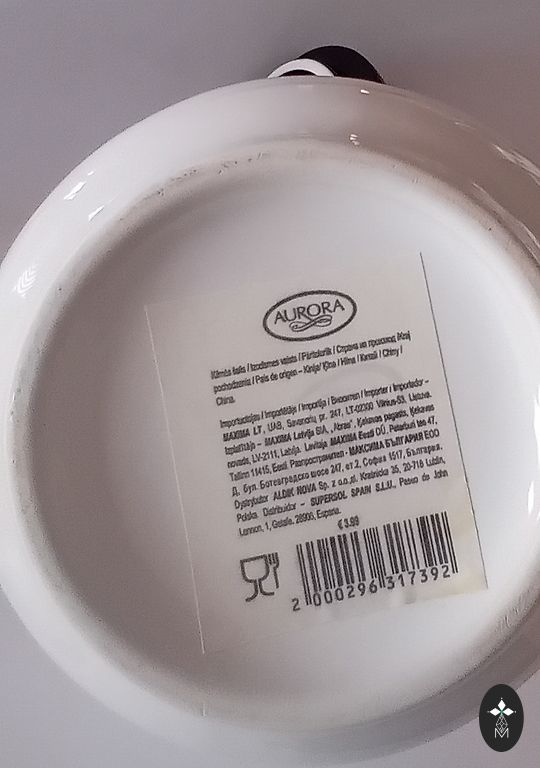 AURORA
Kilmės šalis / Izcelsmes valsts / Päritoluriik / Страна на произход /Kraj
pochodzenia / País de origen – Kinija/ Ķīna / Hiina / Китай / Chiny /
China.
Importuotojas / Importētājs / Importija / Вносител / Importer / Importador –
MAXIMA LT, UAB, Savanorių pr. 247, LT-02300 Vilnius-53, Lietuva.
Izplatītājs – MAXIMA Latvija SIA, „Abras”, Ķekavas pagasts, Ķekavas
novads, LV-2111, Latvija. Levitaja MAXIMA Eesti OÜ, Peterburi tee 47,
Tallinn 11415, Eesti. Разпространител - МАКСИМА БЪЛГАРИЯ ЕООД
Д, бул. Ботевградско шосе 247, ет.2, София 1517, България.
Dystrybutor ALDIK NOVA Sp. z o.o.,ul. Kraśnicka 25, 20-718 Lublin,
Polska. Distribuidor – SUPERSOL SPAIN S.L.U., Paseo de John
Lennon, 1, Getafe, 28906, Espana.
€ 3.99
2 000296 317392
M